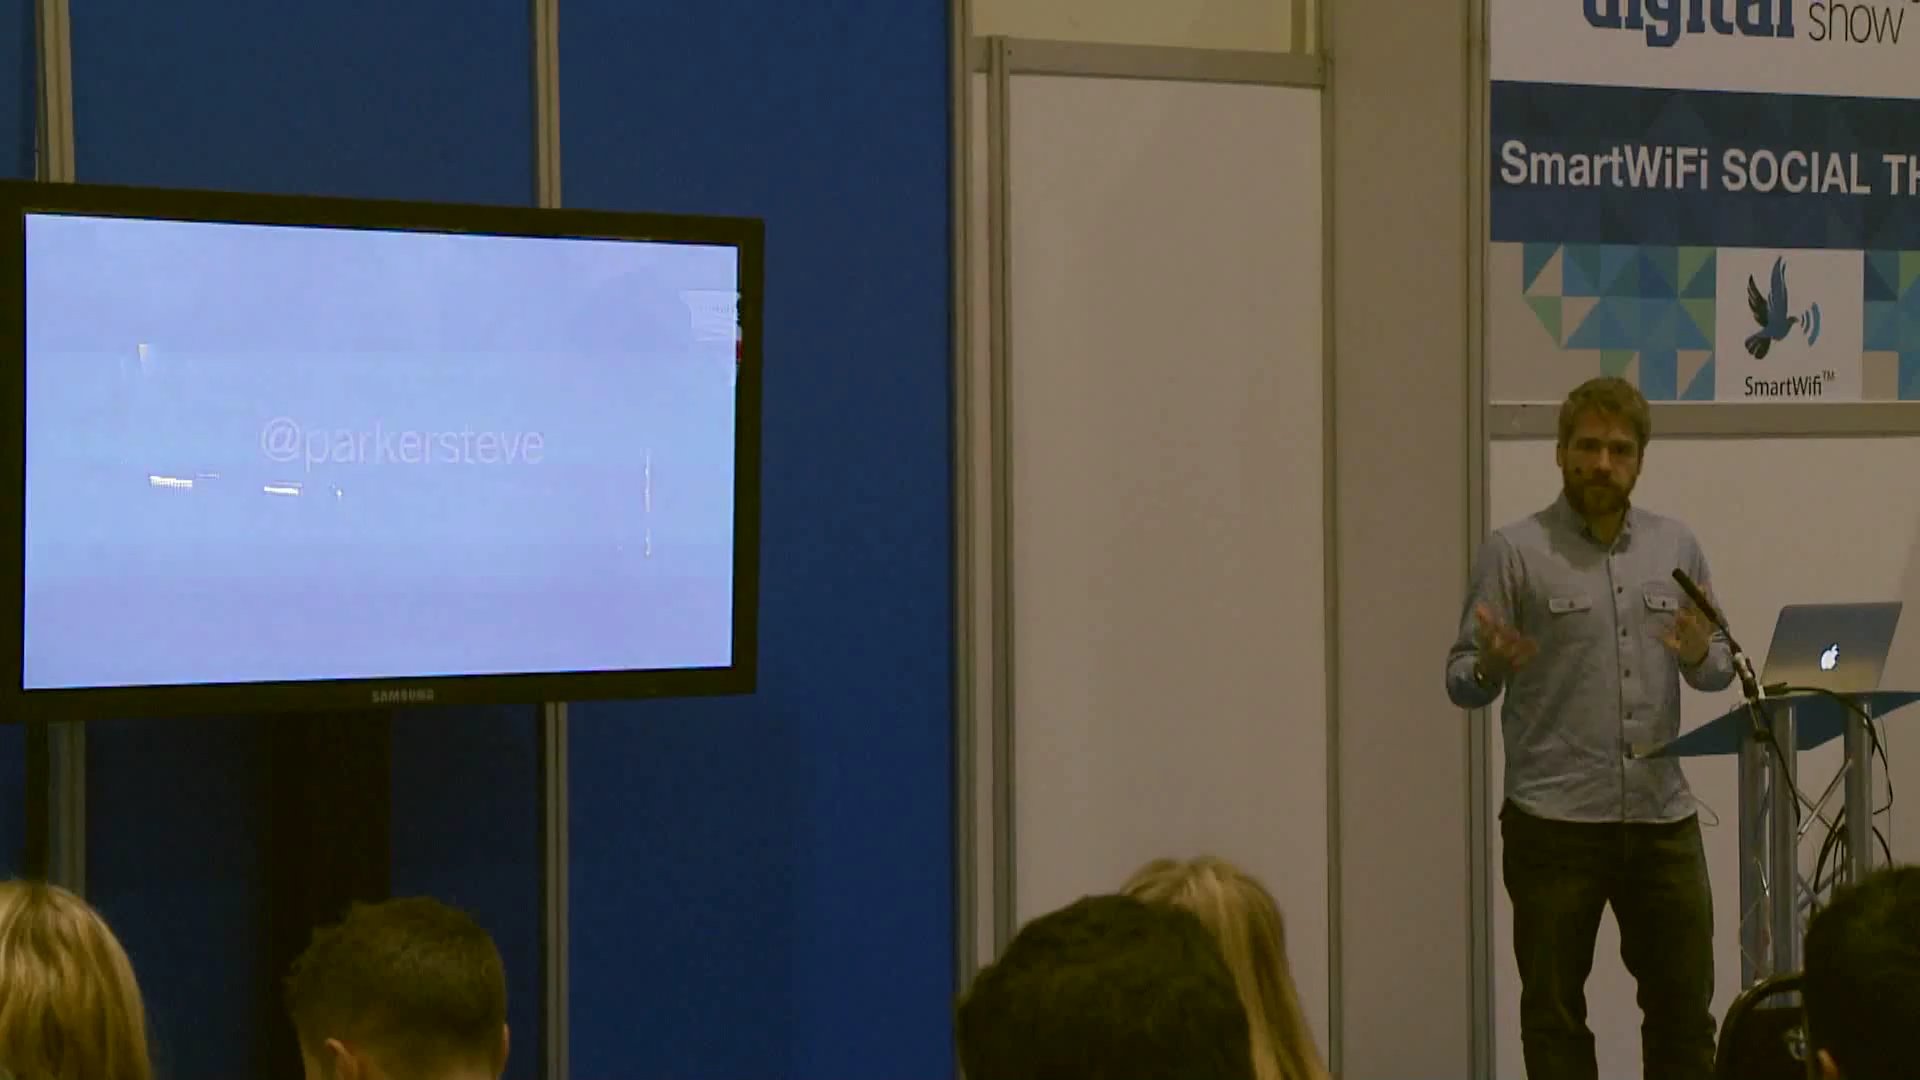 @parkersteve
SAMSUNG
digital
show
SmartWiFi SOCIAL TH
SmartWifi™